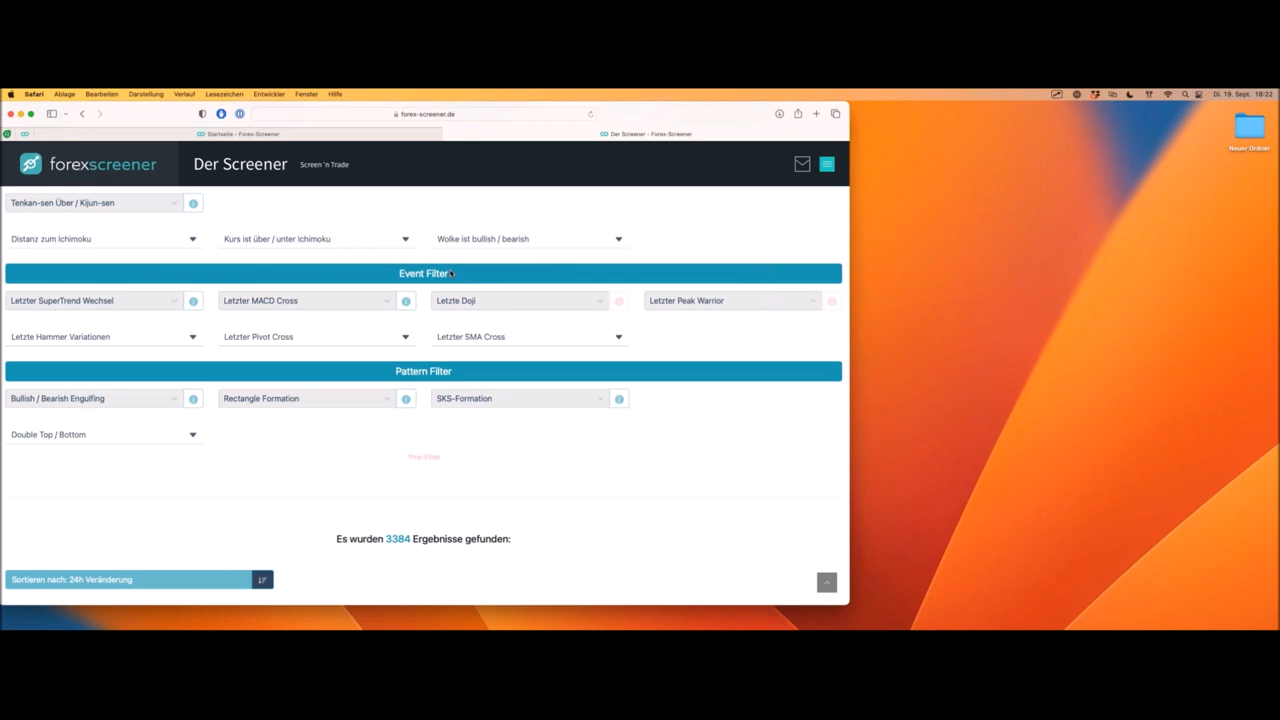 Safari Ablage Bearbeiten Darstellung Verlauf Lesezeichen Entwickler Fenster Hilfe Di. 19. Sept. 18:22
forex-screener.de
Startseite - Forex-Screener Der Screener - Forex-Screener
Neuer Ordner
forexscreener Der Screener Screen 'n Trade
Tenkan-sen Über / Kijun-sen
Distanz zum Ichimoku Kurs ist über / unter Ichimoku Wolke ist bullish / bearish
Event Filter
Letzter SuperTrend Wechsel Letzter MACD Cross Letzte Doji Letzter Peak Warrior
Letzte Hammer Variationen Letzter Pivot Cross Letzter SMA Cross
Pattern Filter
Bullish / Bearish Engulfing Rectangle Formation SKS-Formation
Double Top / Bottom
*Pro-Filter
Es wurden 3384 Ergebnisse gefunden:
Sortieren nach: 24h Veränderung